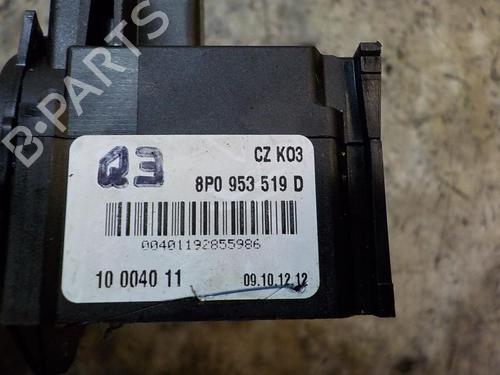 B-PARTS
Q3
CZ K03
8P0 953 519 D
00401192855986
10 0040 11
09.10.12.12